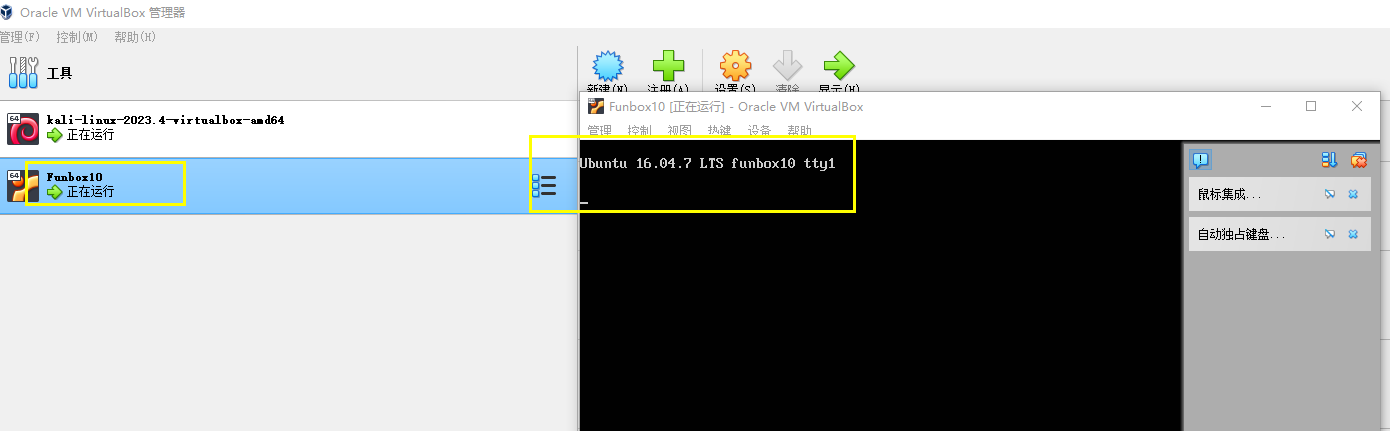 Oracle VM VirtualBox 管理器
管理(F) 控制(M) 帮助(H)
工具
新建(N) 注册(A) 设置(S) 清除 显示(H)
64 kali-linux-2023.4-virtualbox-amd64
正在运行
64 Funbox10
正在运行
Funbox10 [正在运行] - Oracle VM VirtualBox
管理 控制 视图 热键 设备 帮助
Ubuntu 16.04.7 LTS funbox10 tty1
鼠标集成...
自动独占键盘...